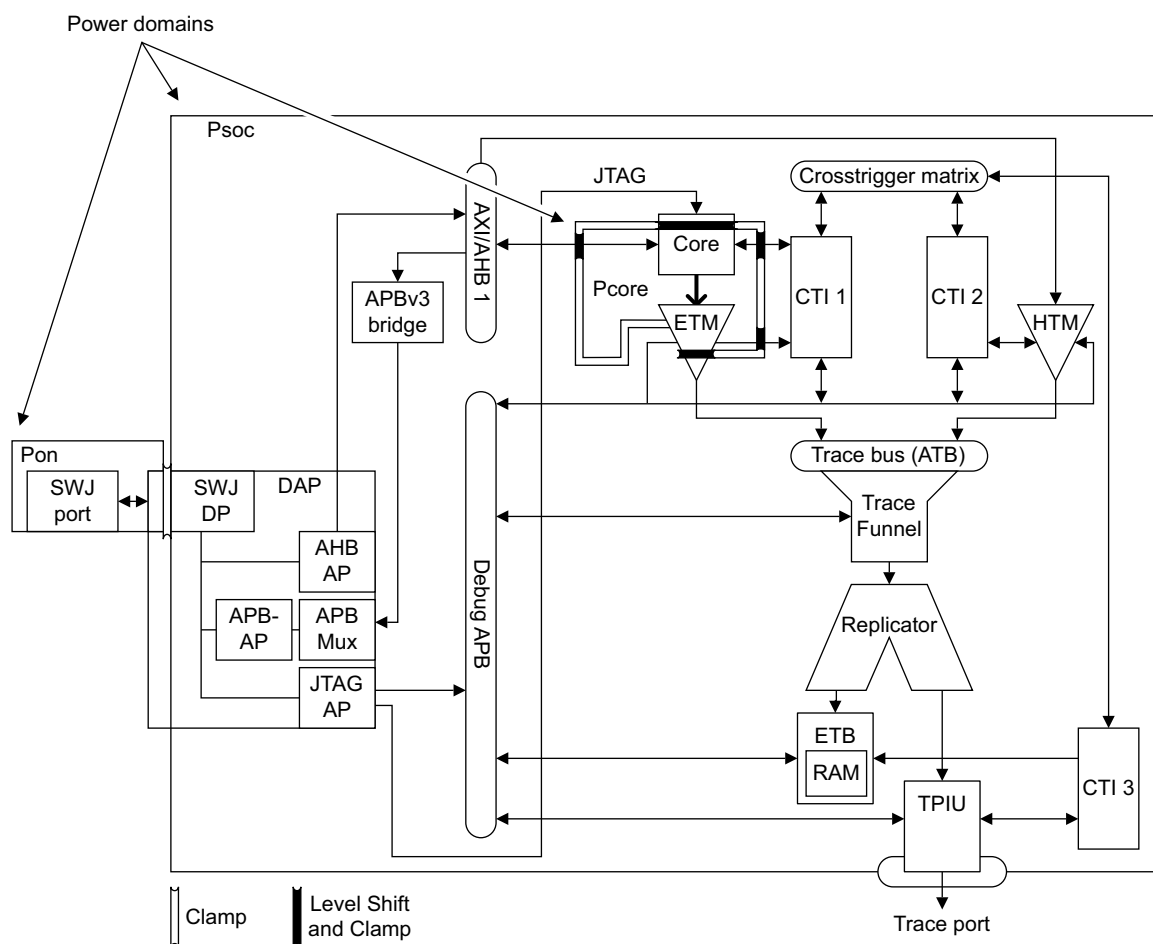 Power domains
Psoc
JTAG
Crosstrigger matrix
AXI/AHB 1
Core
Pcore
CTI 1
CTI 2
APBv3
bridge
ETM
HTM
Pon
SWJ
port
SWJ
DP
DAP
Trace bus (ATB)
Trace
Funnel
AHB
AP
Debug APB
APB-
AP
APB
Mux
Replicator
JTAG
AP
ETB
RAM
CTI 3
TPIU
Clamp
Level Shift
and Clamp
Trace port